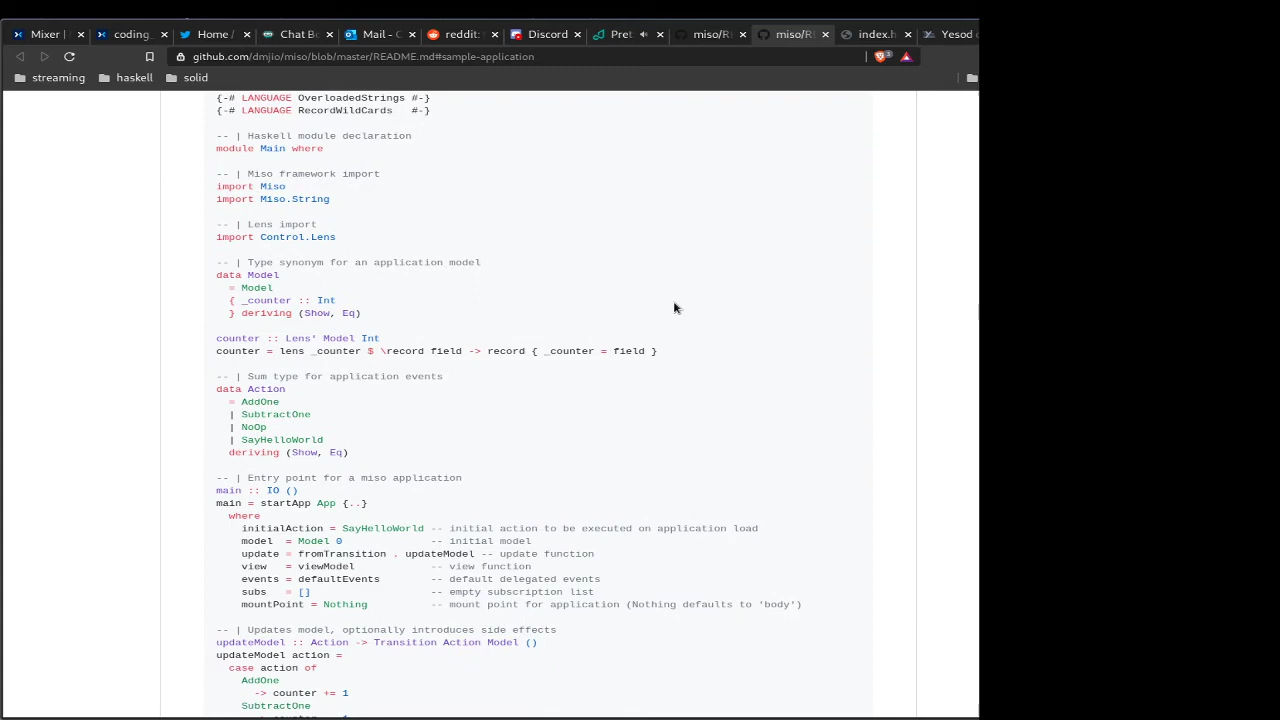 Mixer | coding_ Home / Chat Bo Mail - C reddit: Discord Pret miso/RI miso/RI index.h Yesod
github.com/dmjio/miso/blob/master/README.md#sample-application 3
streaming haskell solid
{-# LANGUAGE OverloadedStrings #-}
{-# LANGUAGE RecordWildCards   #-}
-- | Haskell module declaration
module Main where
-- | Miso framework import
import Miso
import Miso.String
-- | Lens import
import Control.Lens
-- | Type synonym for an application model
data Model
  = Model
  { _counter :: Int
  } deriving (Show, Eq)
counter :: Lens' Model Int
counter = lens _counter $ \record field -> record { _counter = field }
-- | Sum type for application events
data Action
  = AddOne
  | SubtractOne
  | NoOp
  | SayHelloWorld
  deriving (Show, Eq)
-- | Entry point for a miso application
main :: IO ()
main = startApp App {..}
  where
    initialAction = SayHelloWorld -- initial action to be executed on application load
    model  = Model 0              -- initial model
    update = fromTransition . updateModel -- update function
    view   = viewModel            -- view function
    events = defaultEvents        -- default delegated events
    subs   = []                   -- empty subscription list
    mountPoint = Nothing          -- mount point for application (Nothing defaults to 'body')
-- | Updates model, optionally introduces side effects
updateModel :: Action -> Transition Action Model ()
updateModel action =
  case action of
    AddOne
      -> counter += 1
    SubtractOne